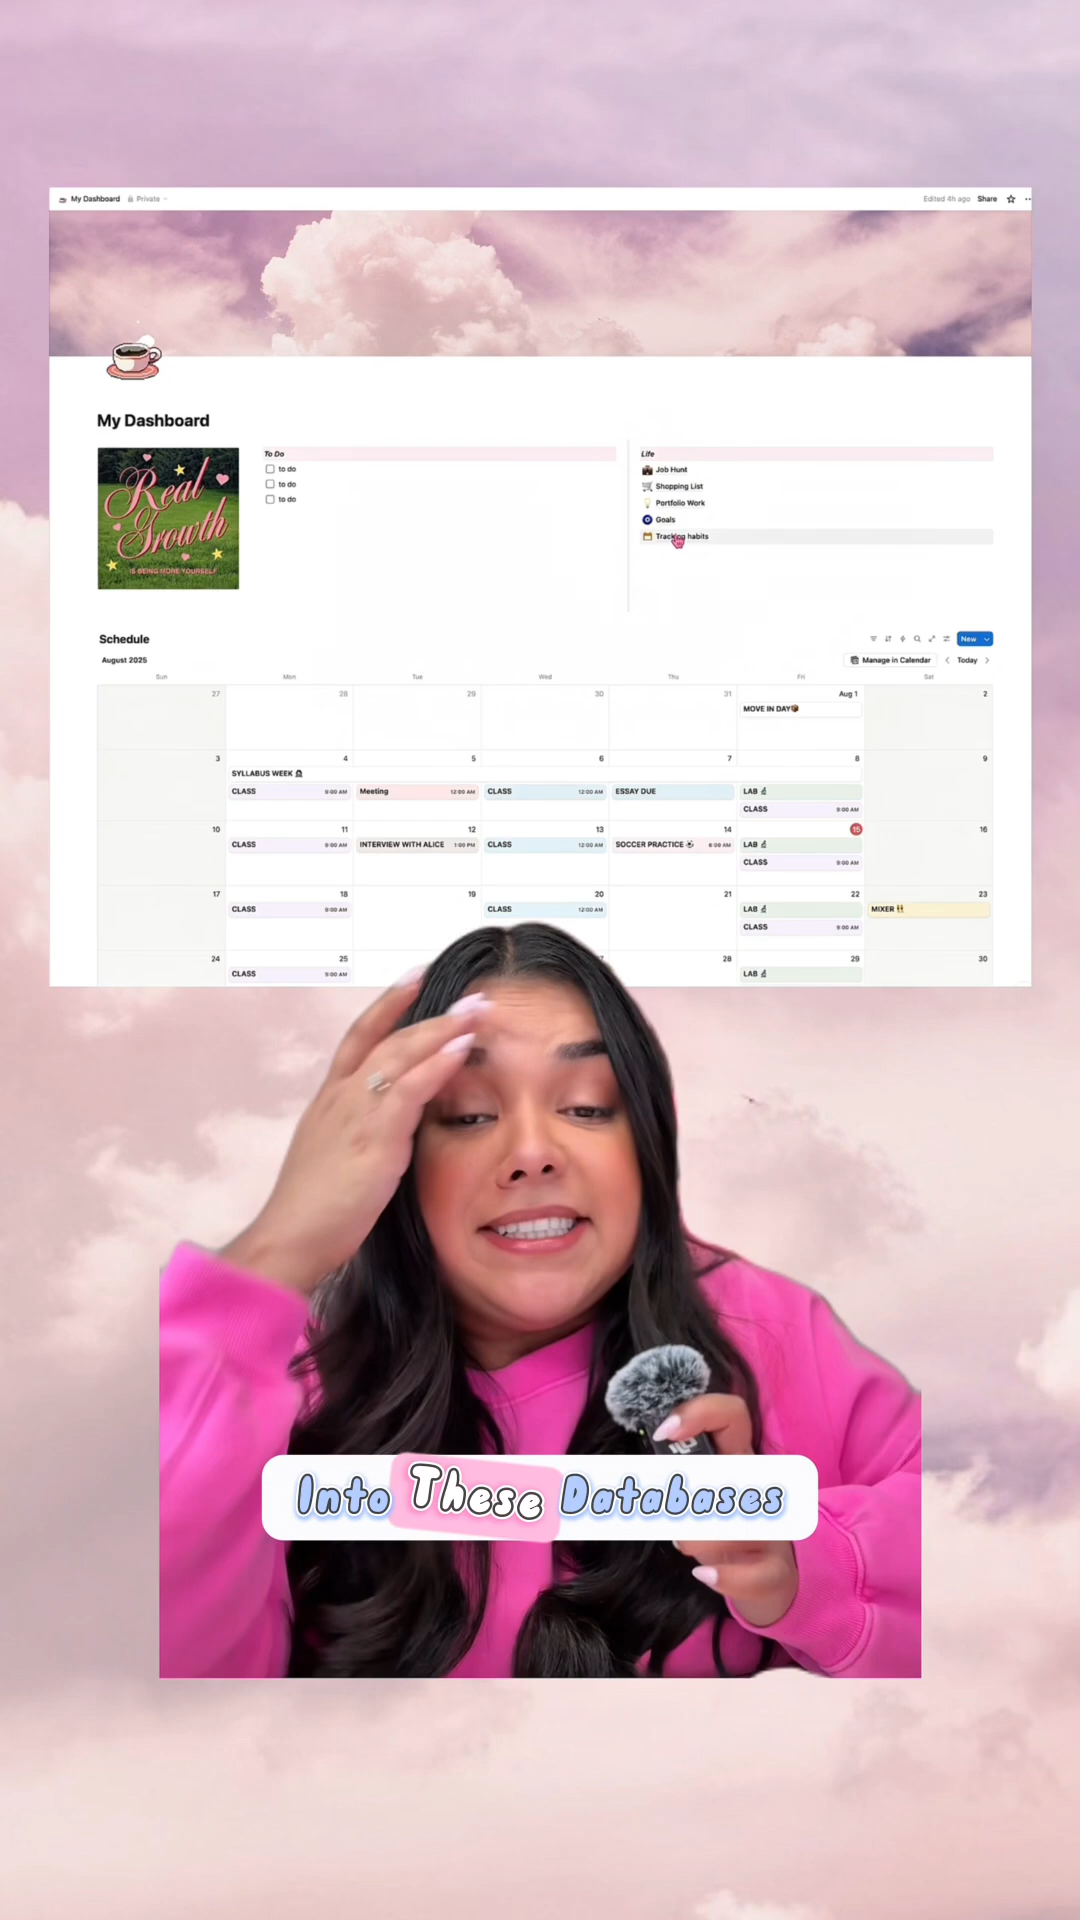 My Dashboard Private
Edited 4h ago Share
My Dashboard
Real
Growth
IS BEING MORE YOURSELF
To Do
to do
to do
to do
Life
Job Hunt
Shopping List
Portfolio Work
Goals
Tracking habits
Schedule
New
August 2025
Manage in Calendar Today
Sun Mon Tue Wed Thu Fri Sat
27 28 29 30 31 Aug 1 2
MOVE IN DAY
3 4 5 6 7 8 9
SYLLABUS WEEK
CLASS 9:00 AM Meeting 12:00 AM CLASS 12:00 AM ESSAY DUE LAB
CLASS 9:00 AM
10 11 12 13 14 15 16
CLASS 9:00 AM INTERVIEW WITH ALICE 1:00 PM CLASS 12:00 AM SOCCER PRACTICE 6:00 AM LAB
CLASS 9:00 AM
17 18 19 20 21 22 23
CLASS 9:00 AM CLASS 12:00 AM LAB MIXER
CLASS 9:00 AM
24 25 28 29 30
CLASS 9:00 AM LAB
Into These Databases